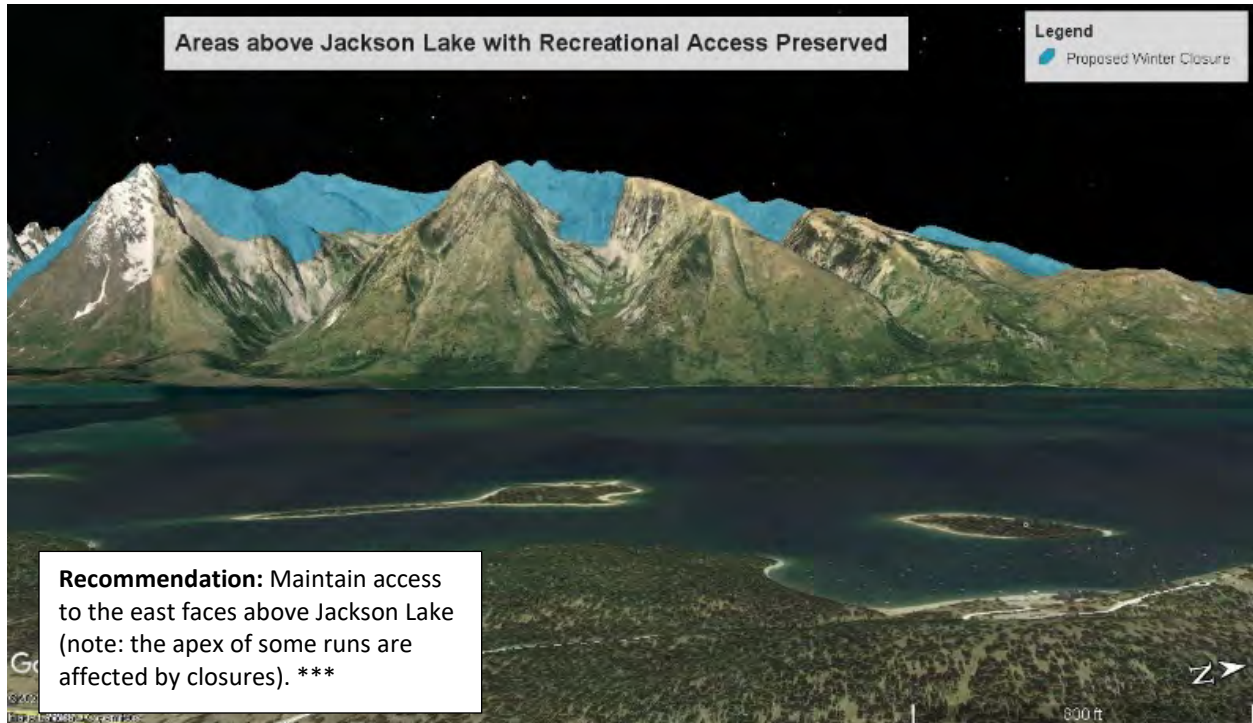 Areas above Jackson Lake with Recreational Access Preserved
Legend
Proposed Winter Closure
Recommendation: Maintain access
to the east faces above Jackson Lake
(note: the apex of some runs are
affected by closures). ***
Go
N
800 ft